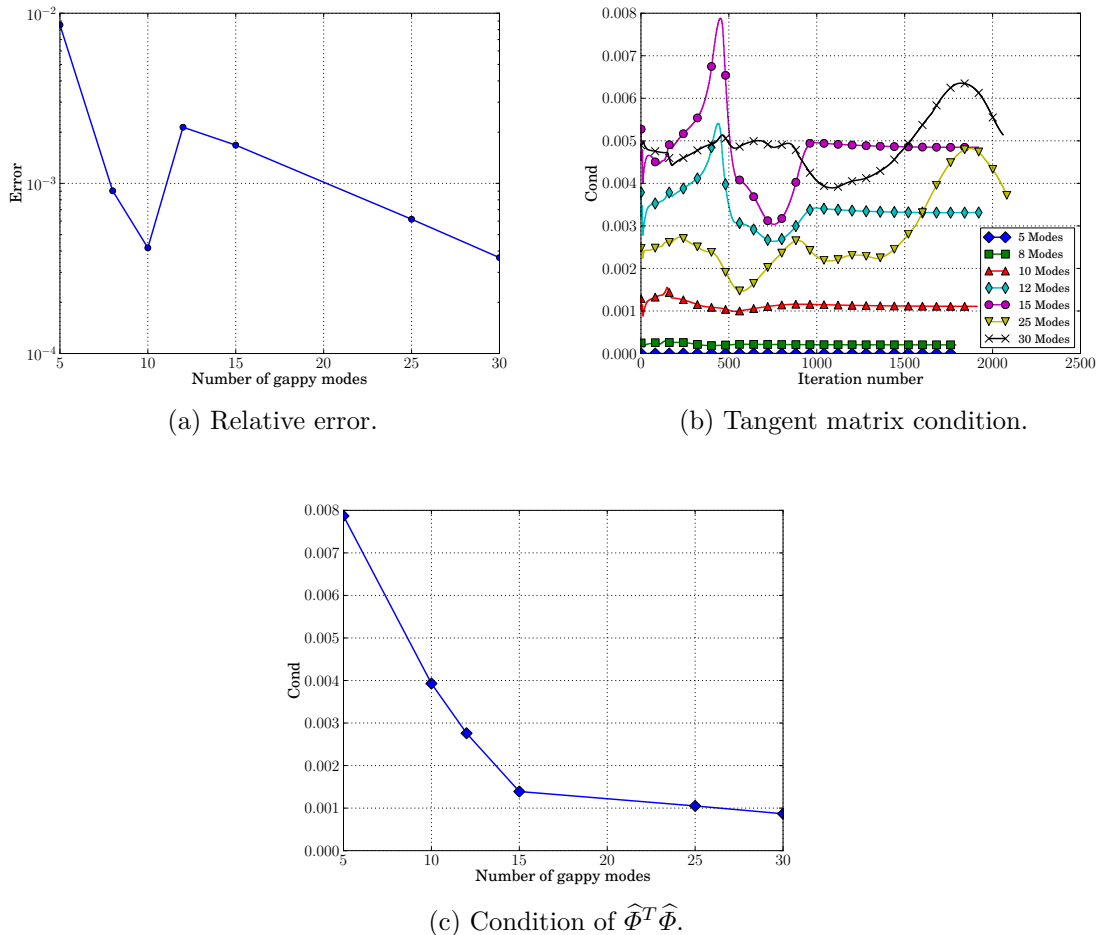 10⁻²
10⁻³
10⁻⁴
Error
5 10 15 20 25 30
Number of gappy modes
(a) Relative error.
0.008
0.007
0.006
0.005
0.004
0.003
0.002
0.001
0.000
Cond
0 500 1000 1500 2000 2500
Iteration number
5 Modes
8 Modes
10 Modes
12 Modes
15 Modes
25 Modes
30 Modes
(b) Tangent matrix condition.
0.008
0.007
0.006
0.005
0.004
0.003
0.002
0.001
0.000
Cond
5 10 15 20 25 30
Number of gappy modes
(c) Condition of Φ̂ᵀΦ̂.